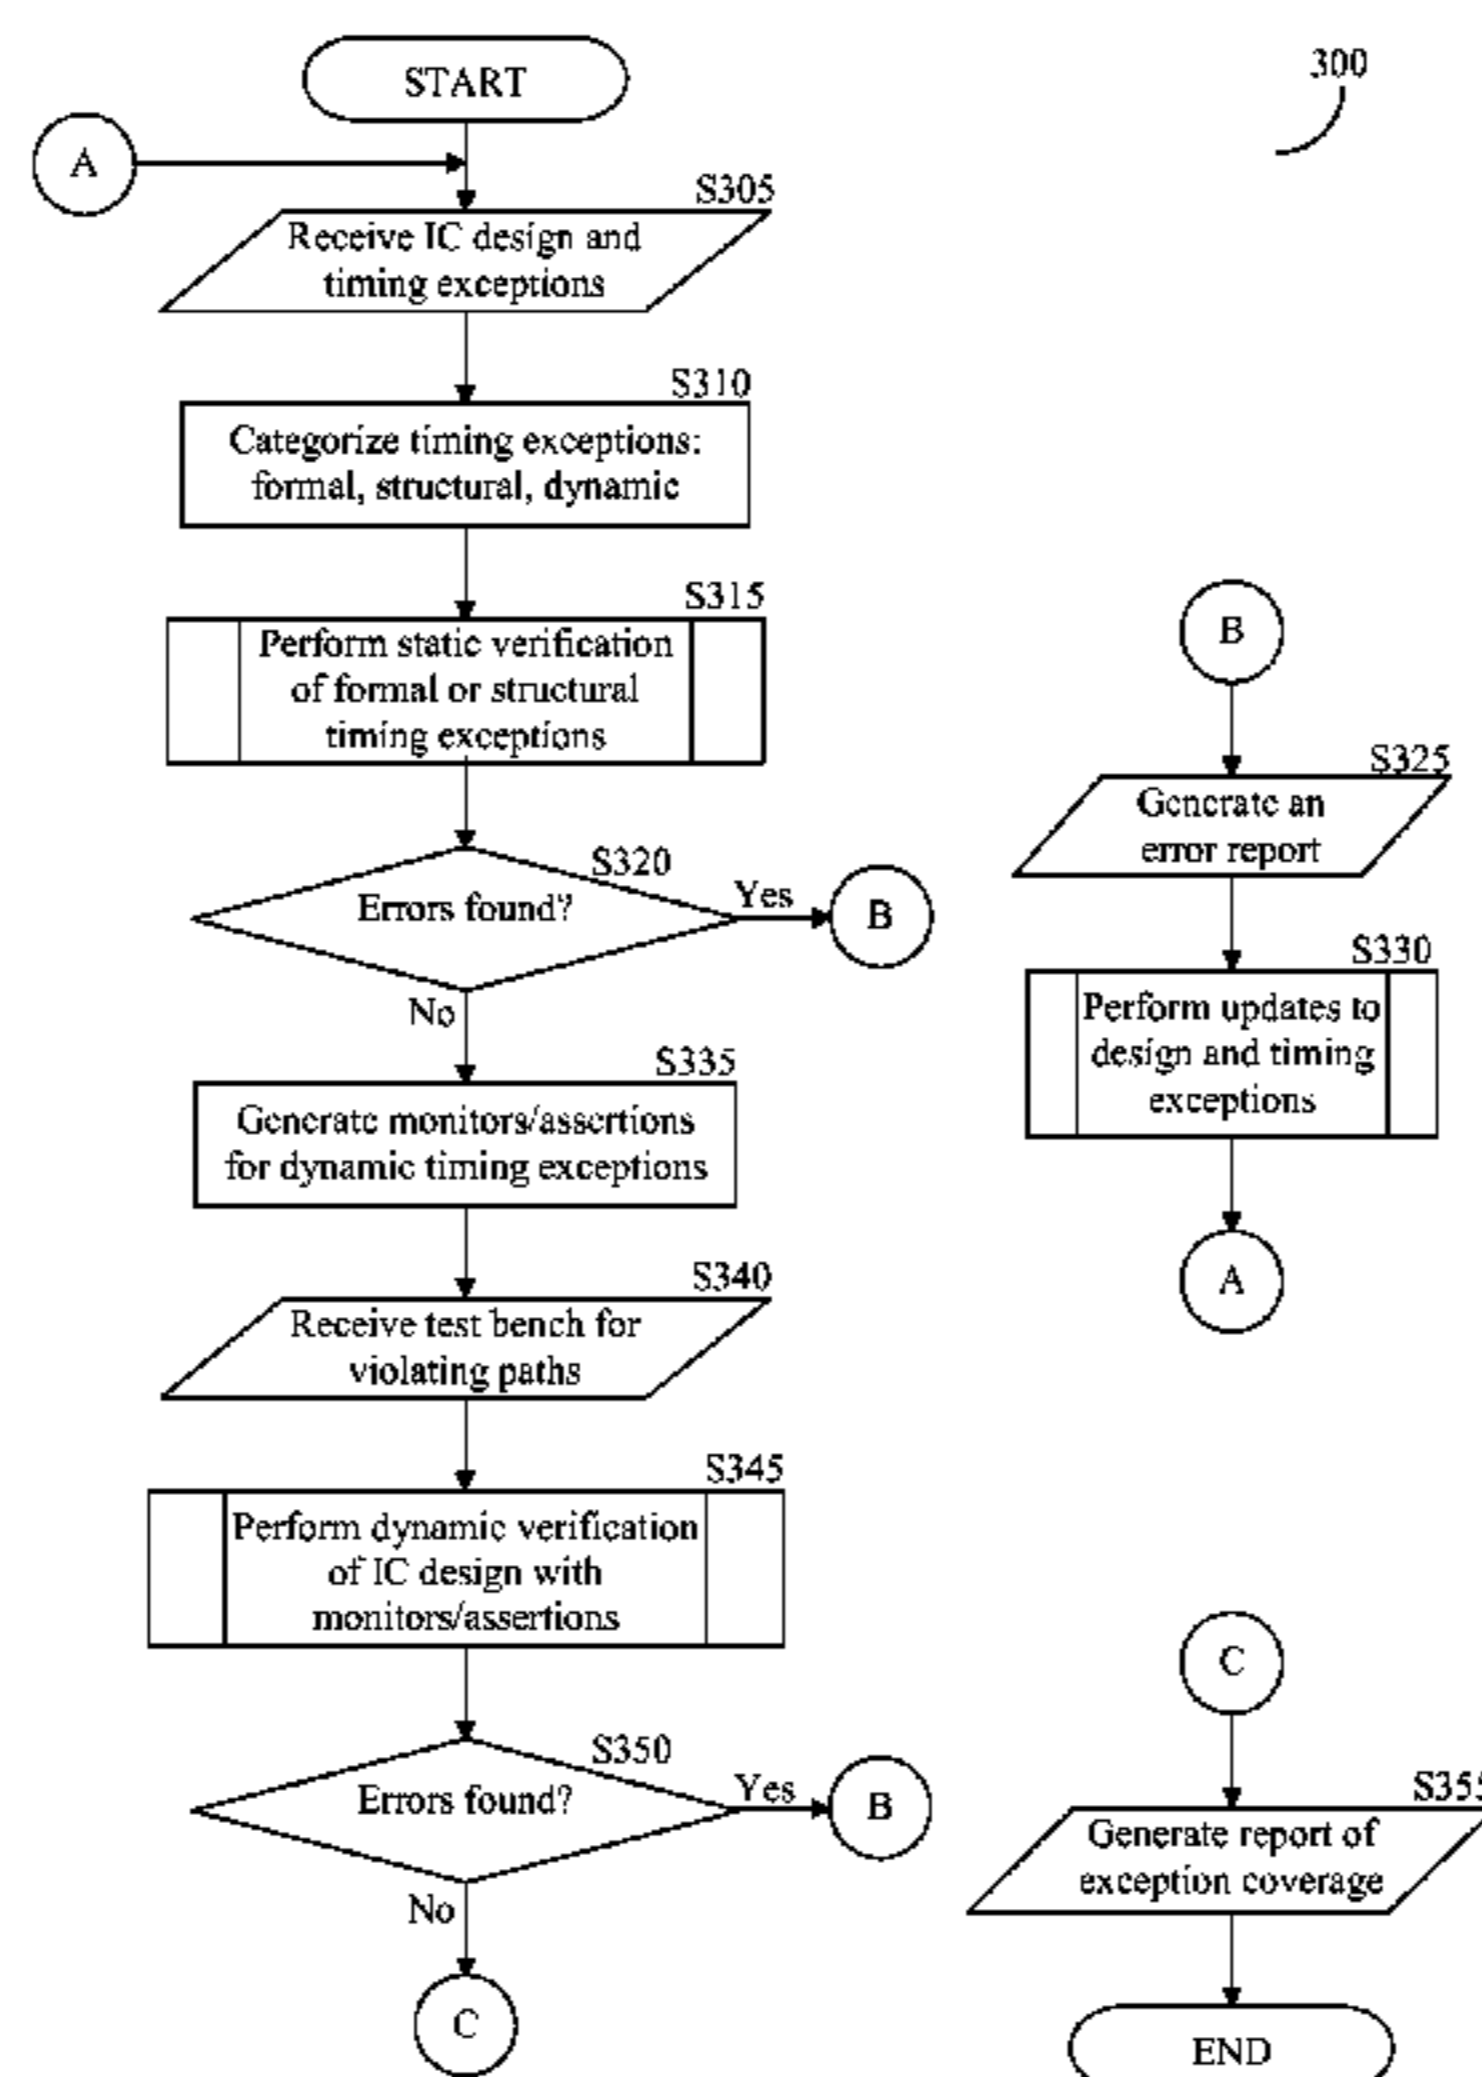 START
300
A
S305
Receive IC design and
timing exceptions
S310
Categorize timing exceptions:
formal, structural, dynamic
S315
Perform static verification
of formal or structural
timing exceptions
S320
Errors found?
Yes
B
No
S335
Generate monitors/assertions
for dynamic timing exceptions
S340
Receive test bench for
violating paths
S345
Perform dynamic verification
of IC design with
monitors/assertions
S350
Errors found?
Yes
B
No
C
B
S325
Generate an
error report
S330
Perform updates to
design and timing
exceptions
A
C
S355
Generate report of
exception coverage
END